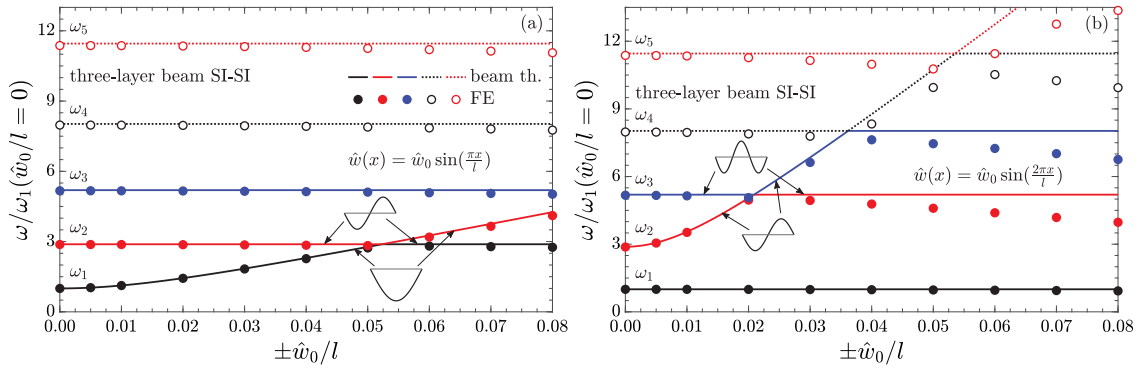 (a)
ω/ω₁(ŵ₀/l = 0)
12
9
6
3
0
ω₅
three-layer beam SI-SI
beam th.
FE
ω₄
ŵ(x) = ŵ₀ sin(πx/l)
ω₃
ω₂
ω₁
0.00 0.01 0.02 0.03 0.04 0.05 0.06 0.07 0.08
±ŵ₀/l
(b)
ω/ω₁(ŵ₀/l = 0)
12
9
6
3
0
ω₅
three-layer beam SI-SI
ω₄
ŵ(x) = ŵ₀ sin(2πx/l)
ω₃
ω₂
ω₁
0.00 0.01 0.02 0.03 0.04 0.05 0.06 0.07 0.08
±ŵ₀/l